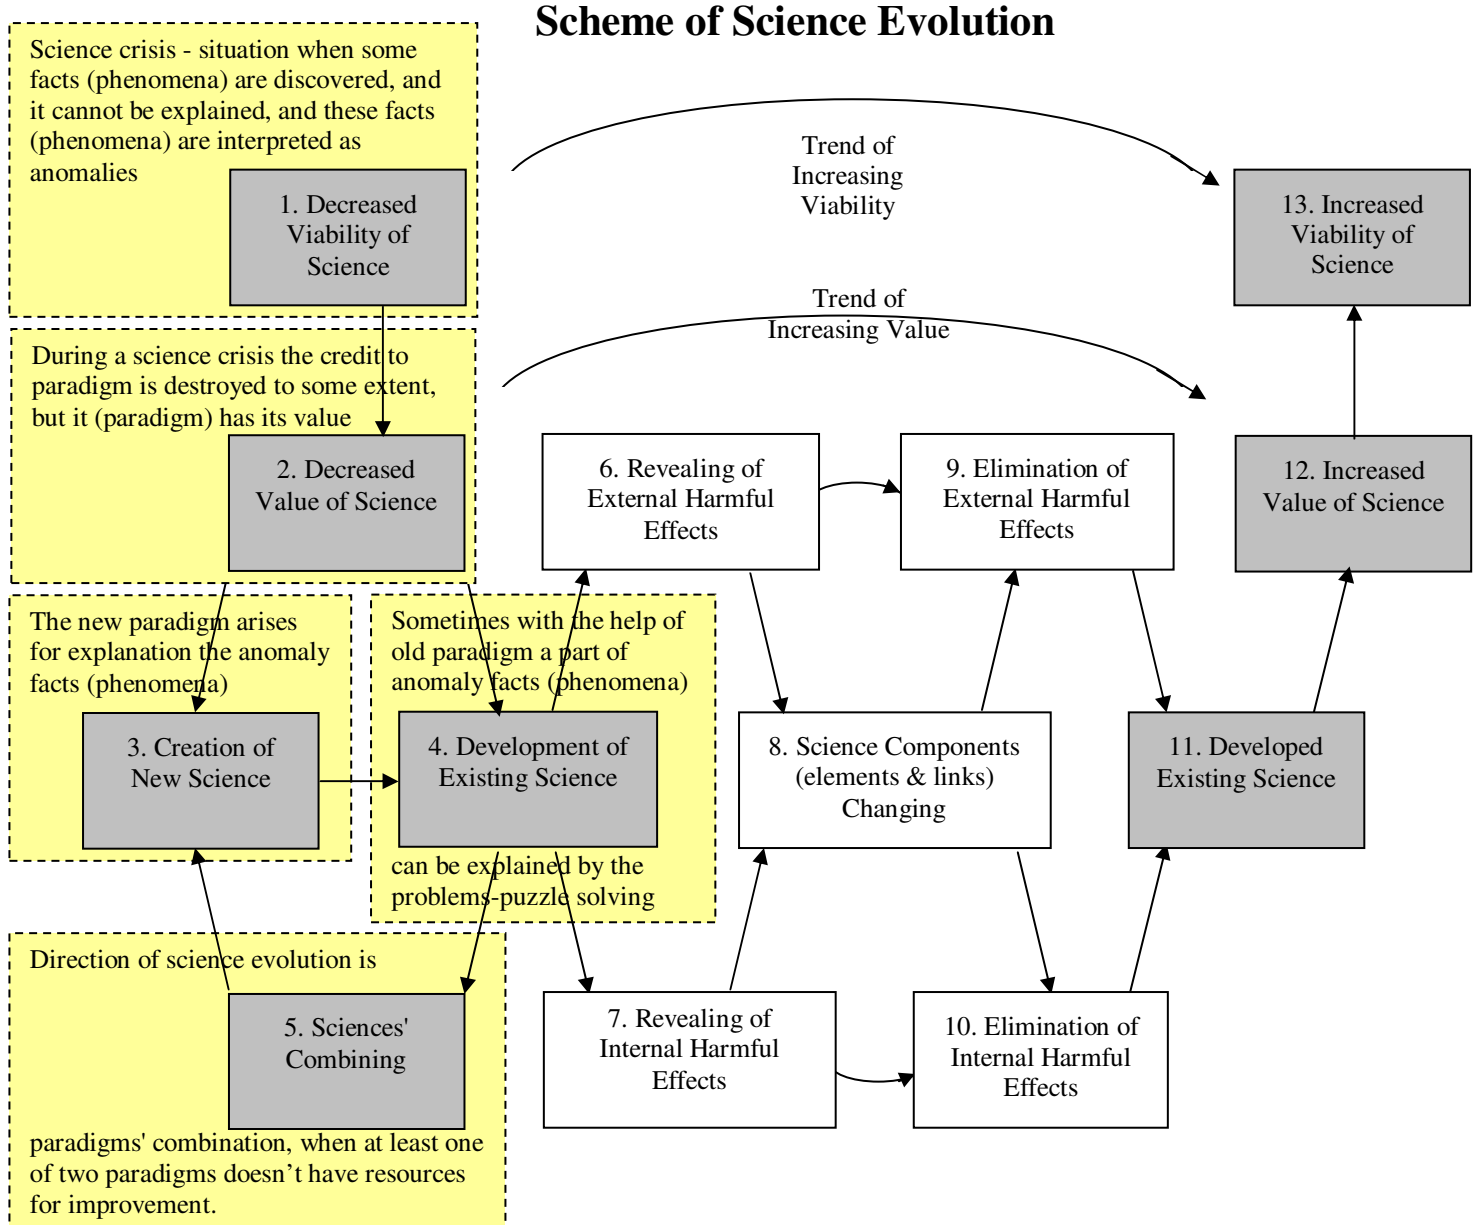 Scheme of Science Evolution
Science crisis - situation when some
facts (phenomena) are discovered, and
it cannot be explained, and these facts
(phenomena) are interpreted as
anomalies
1. Decreased
Viability of
Science
Trend of
Increasing
Viability
13. Increased
Viability of
Science
Trend of
Increasing Value
During a science crisis the credit to
paradigm is destroyed to some extent,
but it (paradigm) has its value
2. Decreased
Value of Science
6. Revealing of
External Harmful
Effects
9. Elimination of
External Harmful
Effects
12. Increased
Value of Science
The new paradigm arises
for explanation the anomaly
facts (phenomena)
3. Creation of
New Science
Sometimes with the help of
old paradigm a part of
anomaly facts (phenomena)
4. Development of
Existing Science
can be explained by the
problems-puzzle solving
8. Science Components
(elements & links)
Changing
11. Developed
Existing Science
Direction of science evolution is
5. Sciences'
Combining
paradigms' combination, when at least one
of two paradigms doesn't have resources
for improvement.
7. Revealing of
Internal Harmful
Effects
10. Elimination of
Internal Harmful
Effects